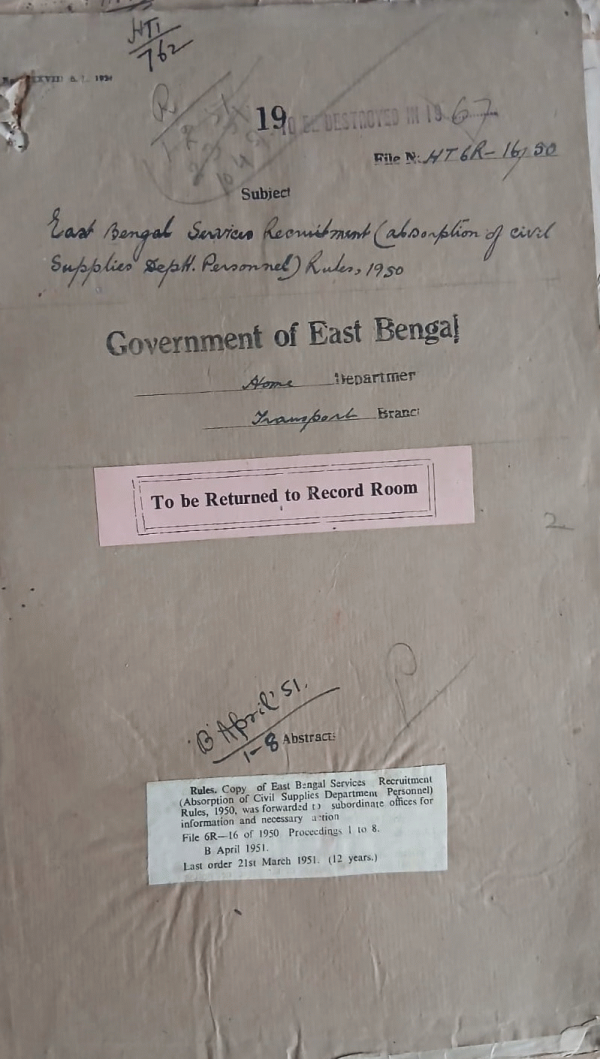 HTI
762
19
TO BE DESTROYED IN 19 67
File N: HT 6R-16/50
Subject
East Bengal Services Recruitment (absorption of civil
Supplies Deptt. Personnel) Rules, 1950
Government of East Bengal
Home Departmen
Transport Branc
To be Returned to Record Room
2
P
'B' April '51.
1-8
Abstract
Rules. Copy of East Bengal Services Recruitment
(Absorption of Civil Supplies Department Personnel)
Rules, 1950, was forwarded to subordinate offices for
information and necessary action
File 6R—16 of 1950 Proceedings 1 to 8.
B April 1951.
Last order 21st March 1951. (12 years.)